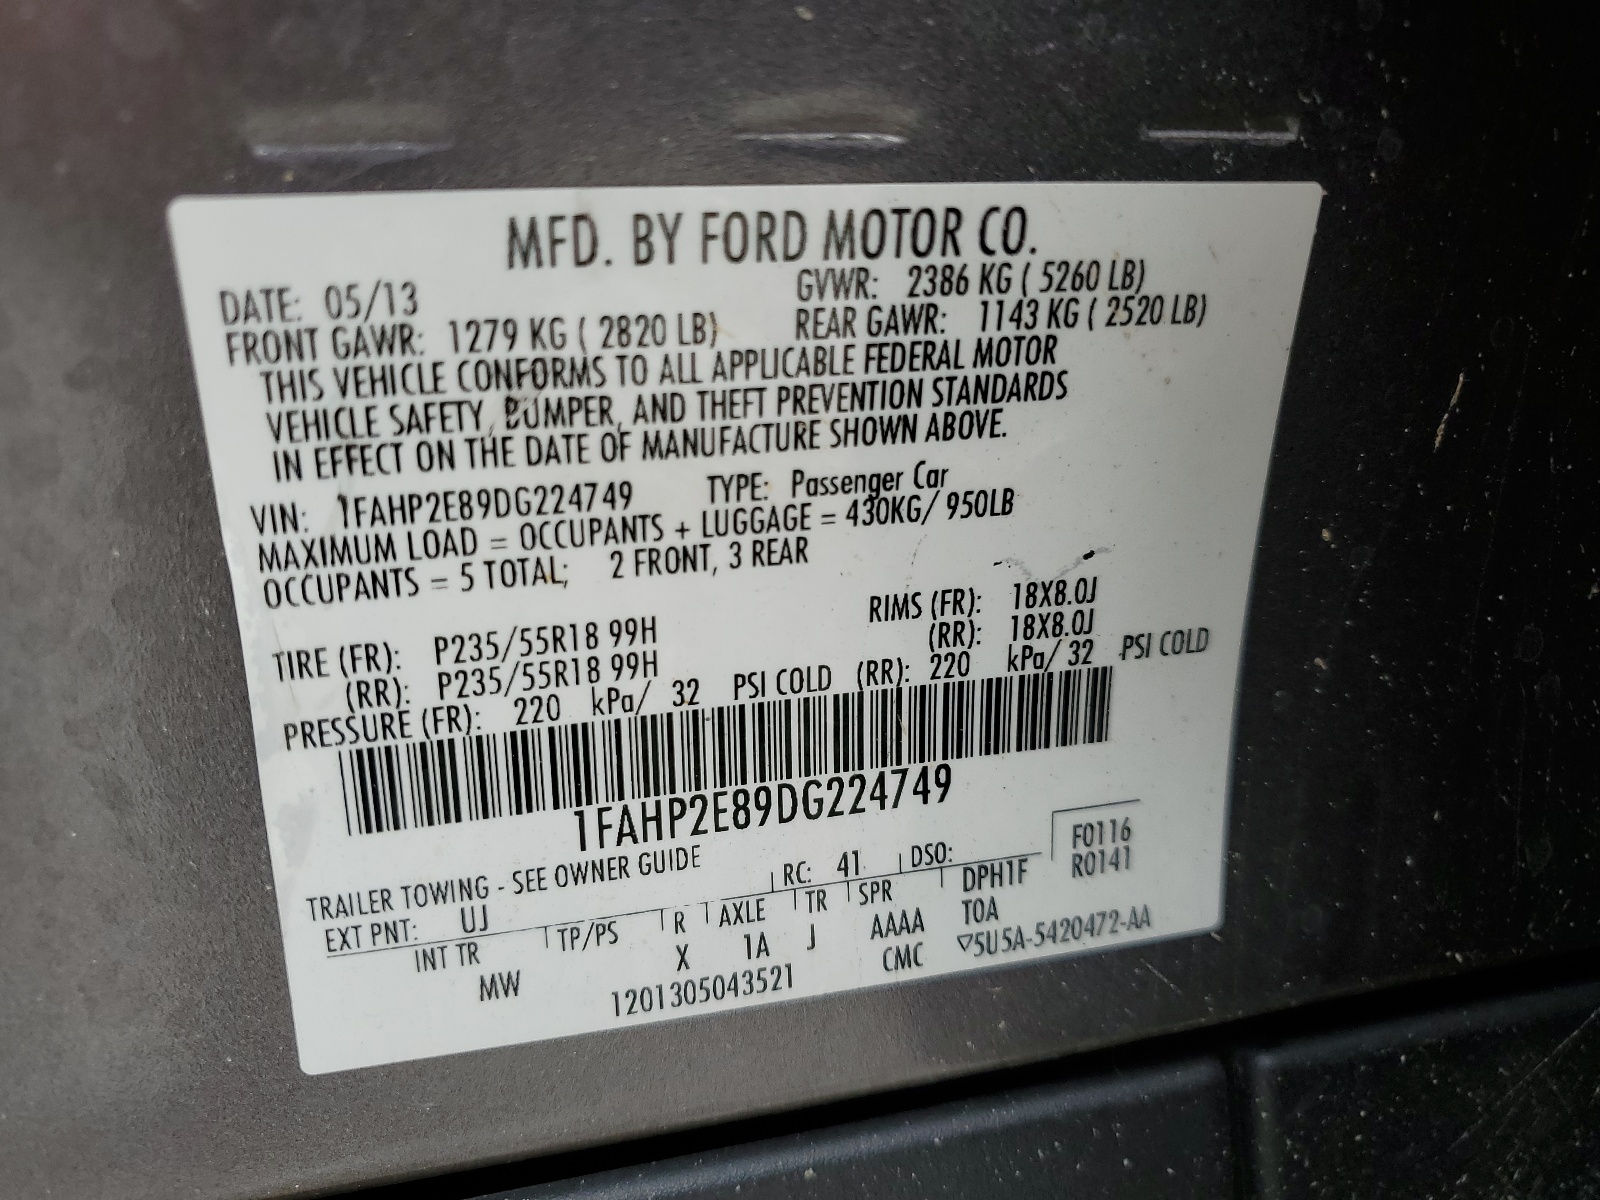 MFD. BY FORD MOTOR CO.
DATE: 05/13 GVWR: 2386 KG ( 5260 LB)
FRONT GAWR: 1279 KG ( 2820 LB) REAR GAWR: 1143 KG ( 2520 LB)
THIS VEHICLE CONFORMS TO ALL APPLICABLE FEDERAL MOTOR
VEHICLE SAFETY, BUMPER, AND THEFT PREVENTION STANDARDS
IN EFFECT ON THE DATE OF MANUFACTURE SHOWN ABOVE.
VIN: 1FAHP2E89DG224749 TYPE: Passenger Car
MAXIMUM LOAD = OCCUPANTS + LUGGAGE = 430KG/ 950LB
OCCUPANTS = 5 TOTAL; 2 FRONT, 3 REAR
TIRE (FR): P235/55R18 99H RIMS (FR): 18X8.0J
(RR): P235/55R18 99H (RR): 18X8.0J
PRESSURE (FR): 220 kPa/ 32 PSI COLD (RR): 220 kPa/ 32 PSI COLD
1FAHP2E89DG224749
TRAILER TOWING - SEE OWNER GUIDE F0116
EXT PNT: UJ RC: 41 DSO: R0141
INT TR TP/PS R AXLE TR SPR DPH1F
MW X 1A J AAAA TOA
1201305043521 CMC ▽5U5A-5420472-AA